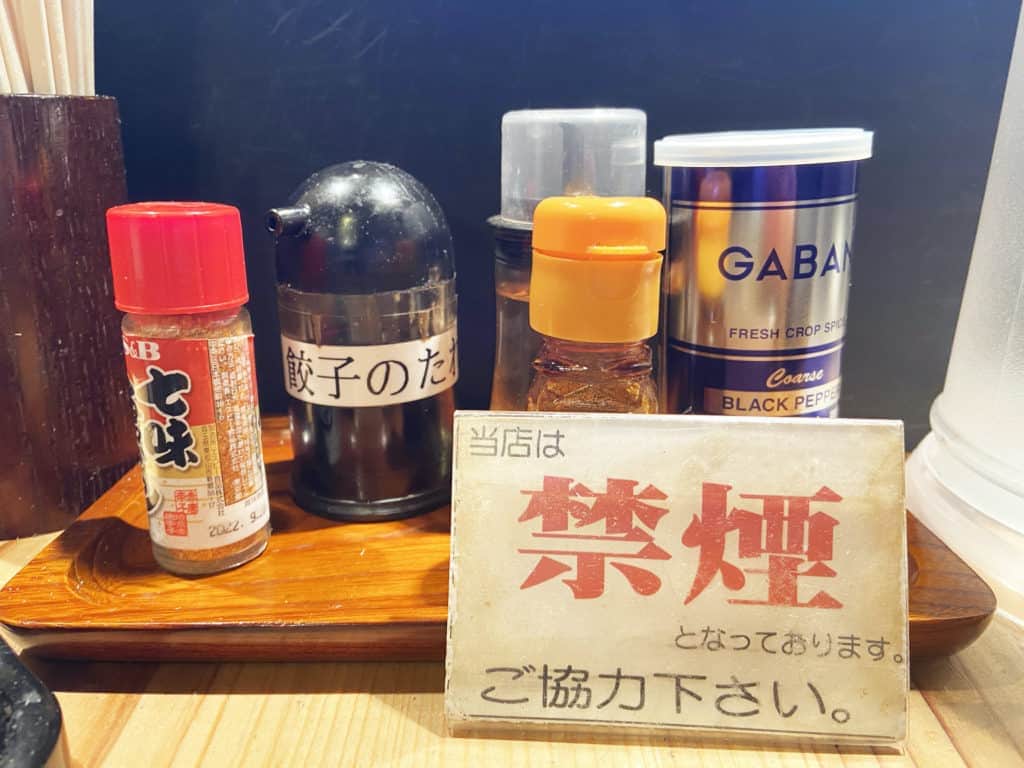 S&B
七味
2022. 9.
餃子のたれ
GABAN
FRESH CROP SPICE
Coarse
BLACK PEPPER
当店は
禁煙
となっております。
ご協力下さい。